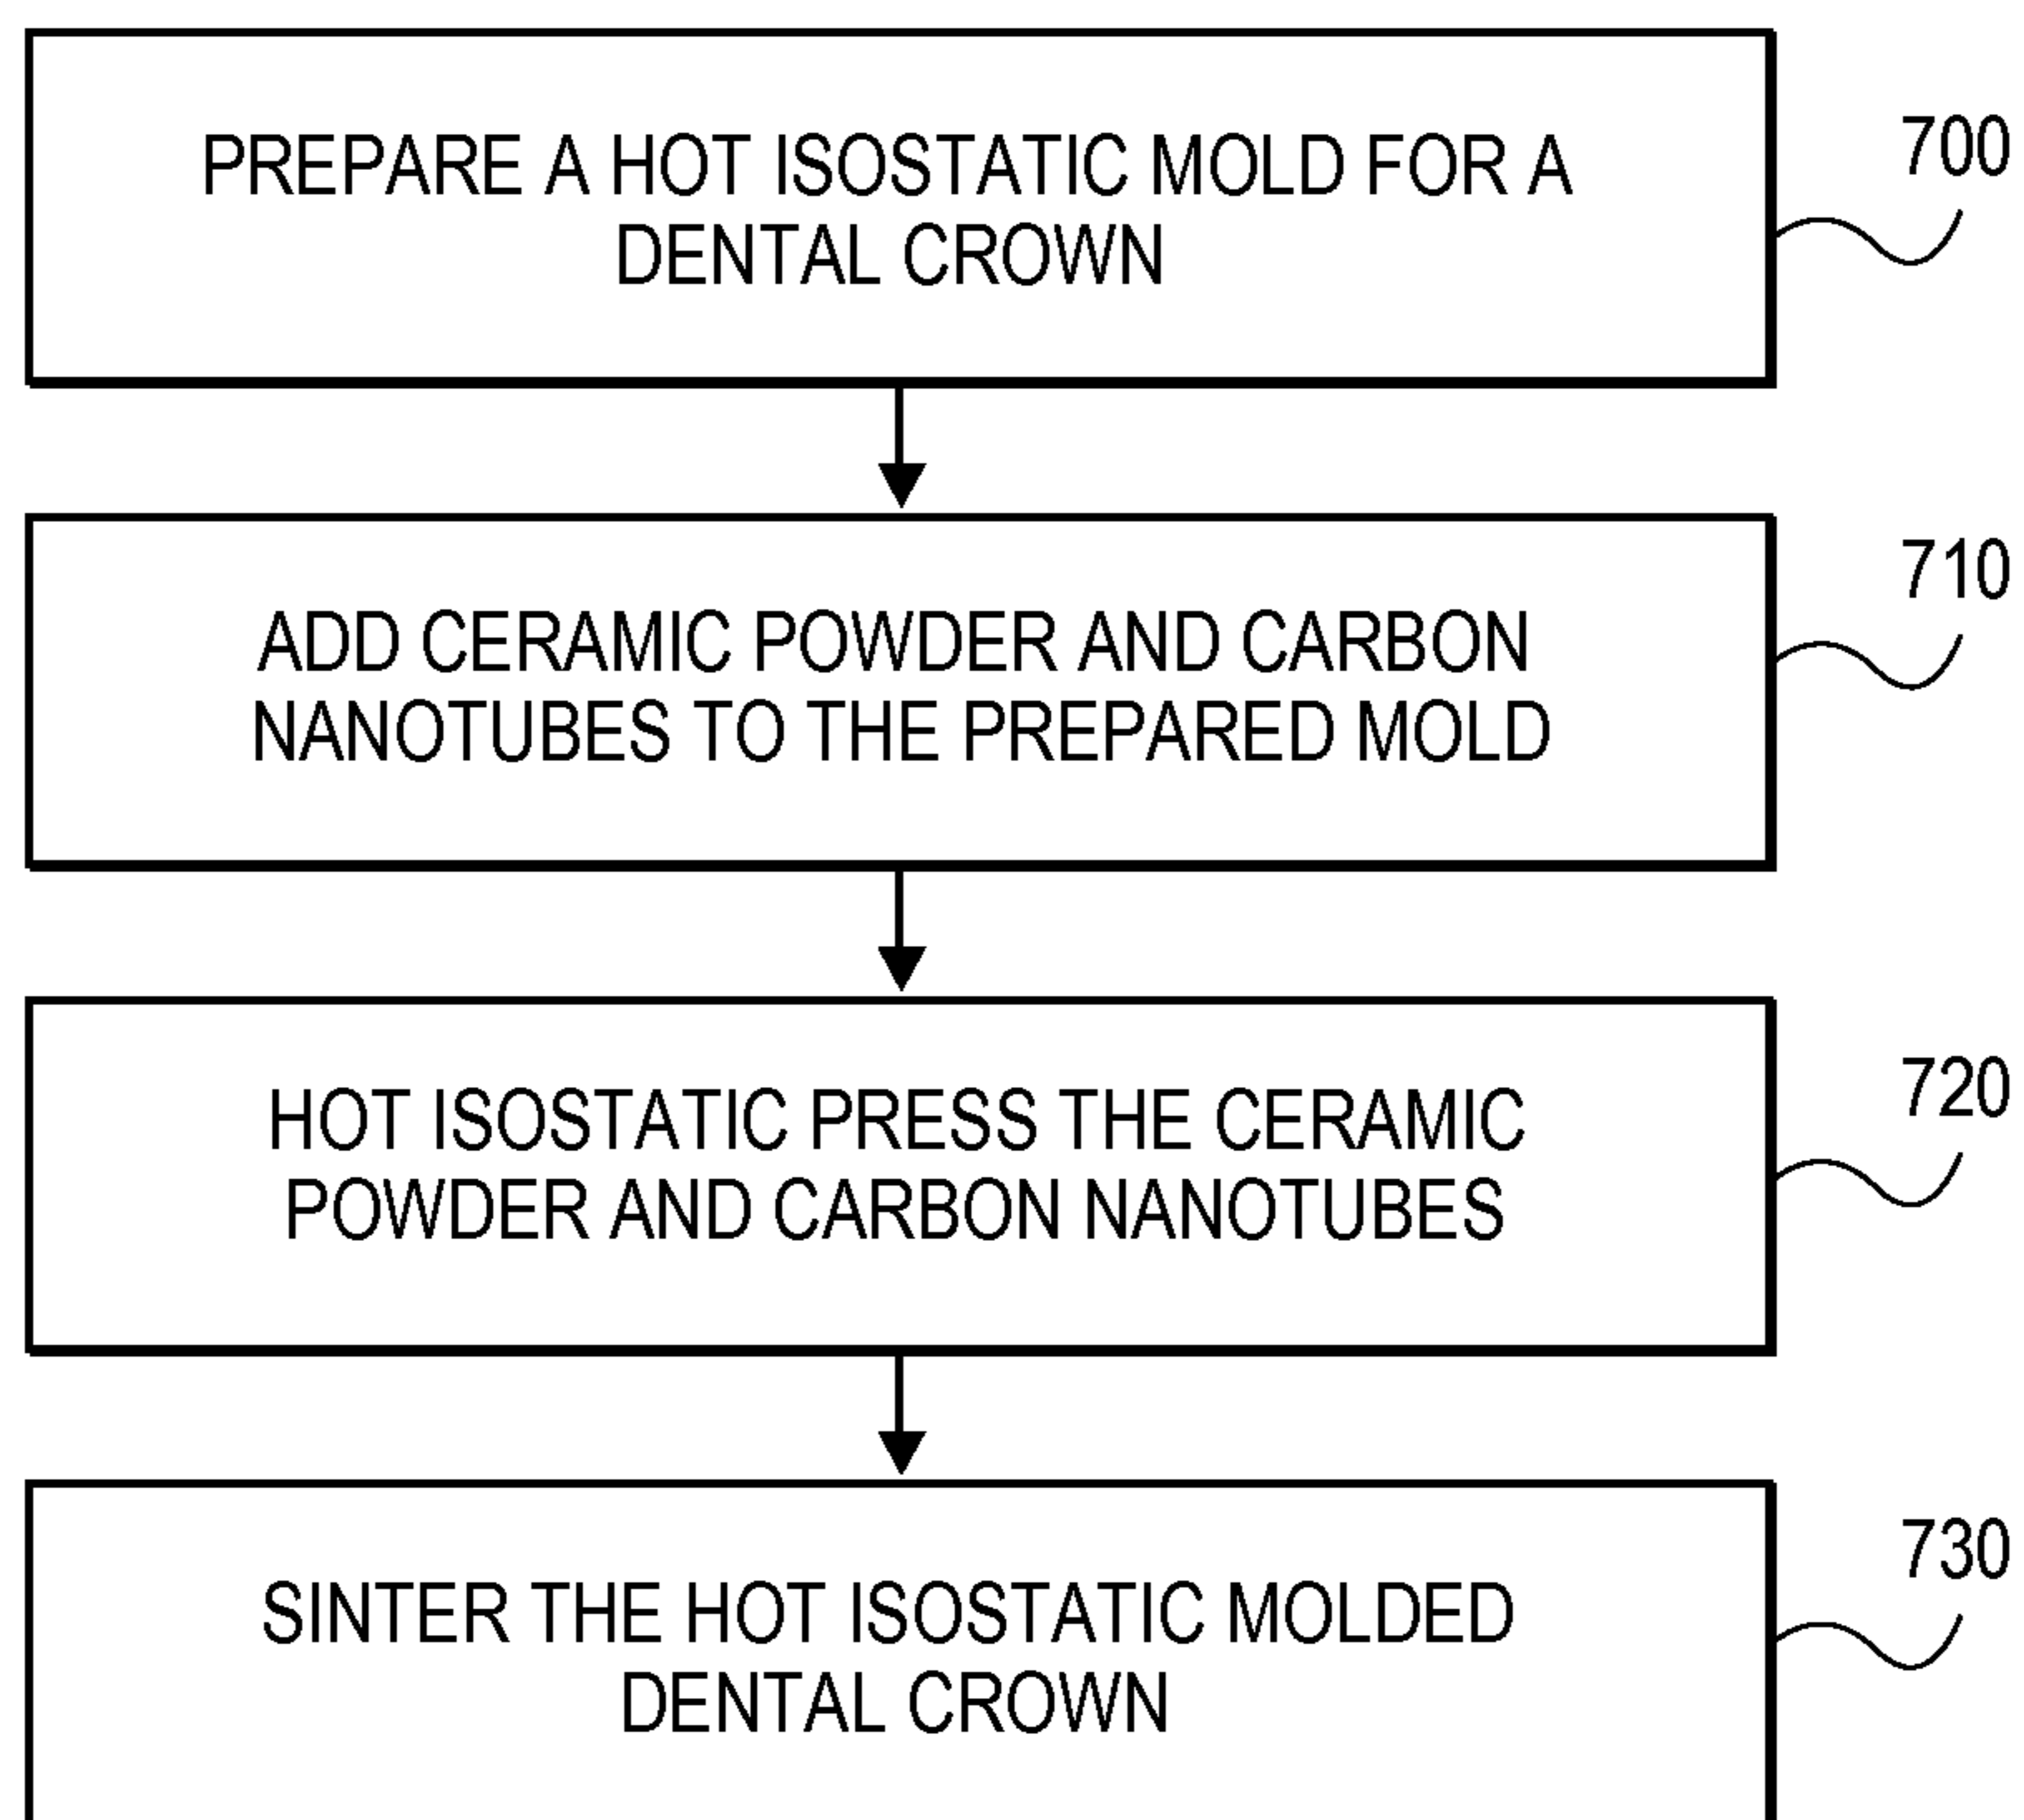 PREPARE A HOT ISOSTATIC MOLD FOR A
DENTAL CROWN
700
ADD CERAMIC POWDER AND CARBON
NANOTUBES TO THE PREPARED MOLD
710
HOT ISOSTATIC PRESS THE CERAMIC
POWDER AND CARBON NANOTUBES
720
SINTER THE HOT ISOSTATIC MOLDED
DENTAL CROWN
730